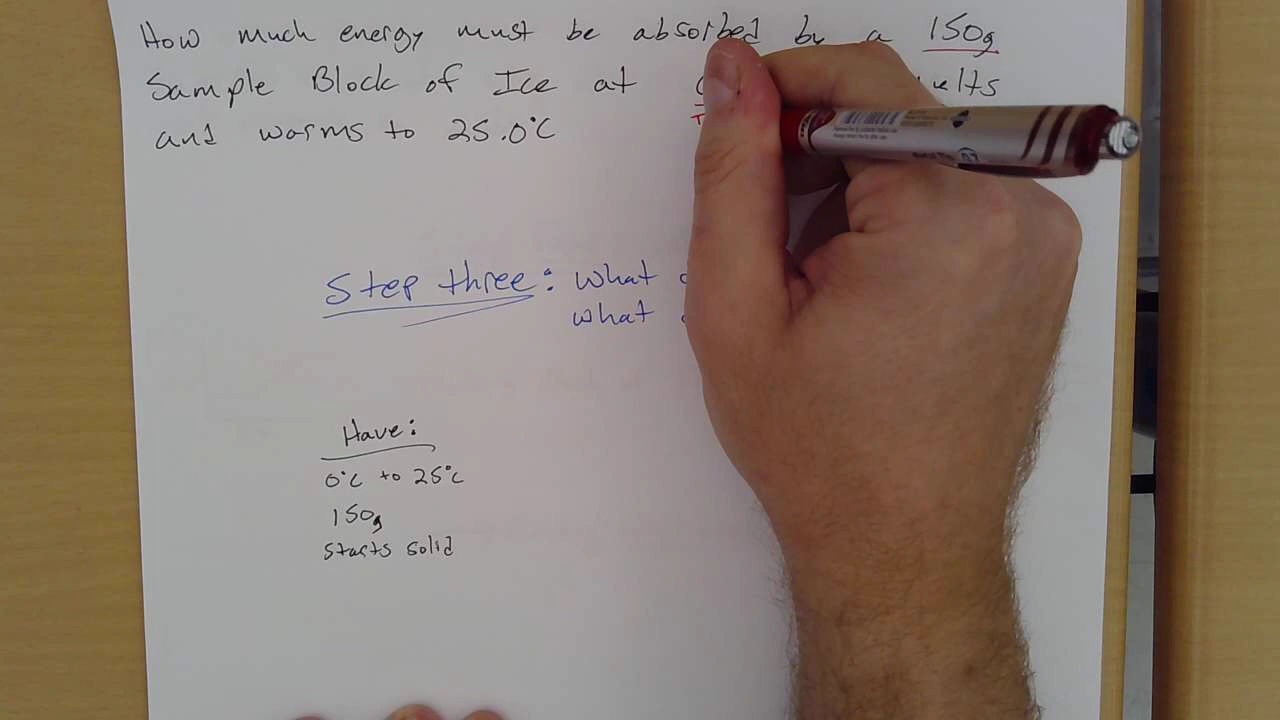 How much energy must be absorbed by a 150g
Sample Block of Ice at
and warms to 25.0°C
Step three: What
what
Have:
0°C to 25°C
150g
starts solid